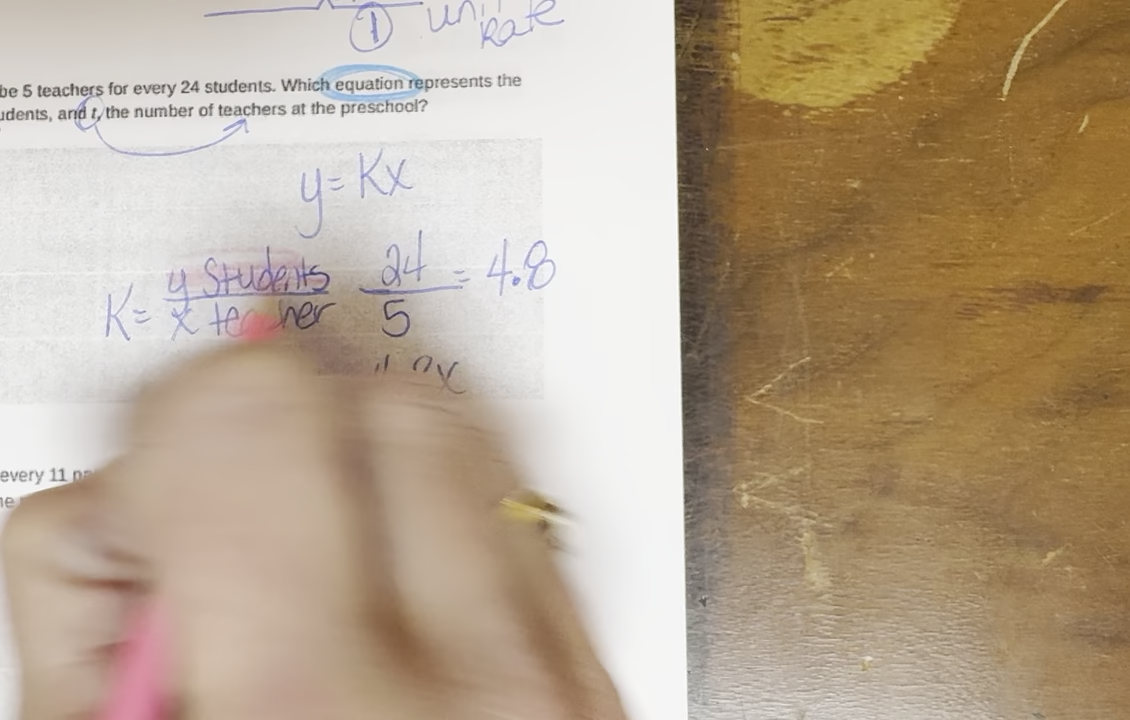 ① unit
Rate
be 5 teachers for every 24 students. Which equation represents the
udents, and t, the number of teachers at the preschool?
y = Kx
K = y Students / x teacher 24 / 5 = 4.8
every 11